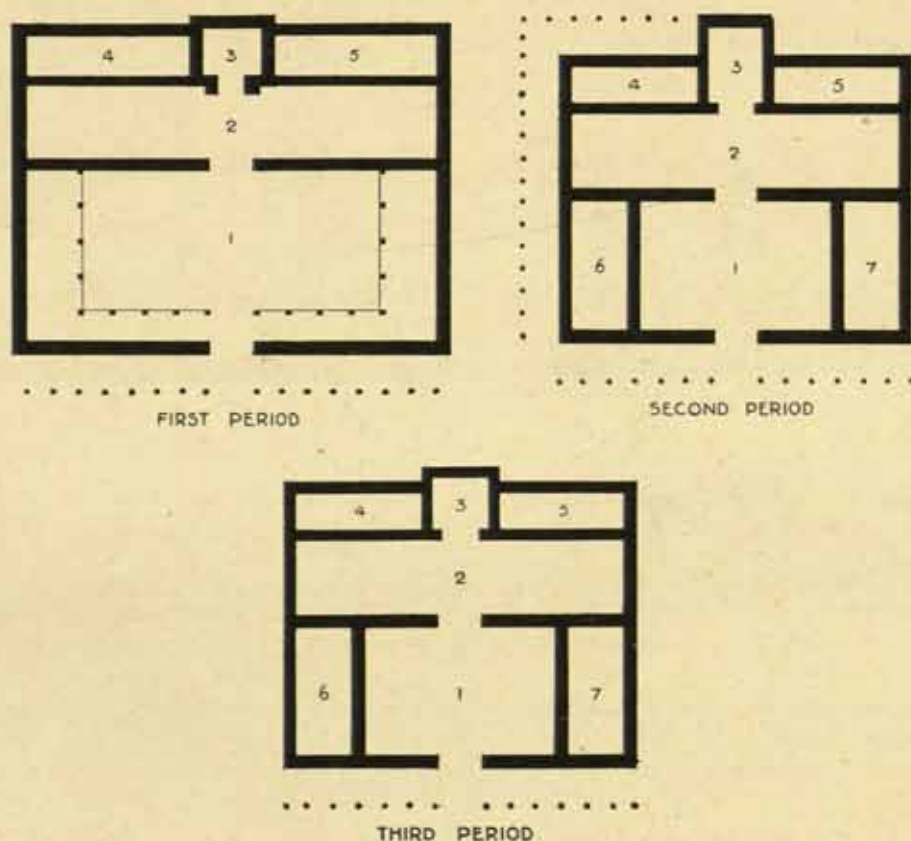 4 3 5
2
1
FIRST PERIOD
3
4 5
2
6 1 7
SECOND PERIOD
4 3 5
2
6 1 7
THIRD PERIOD